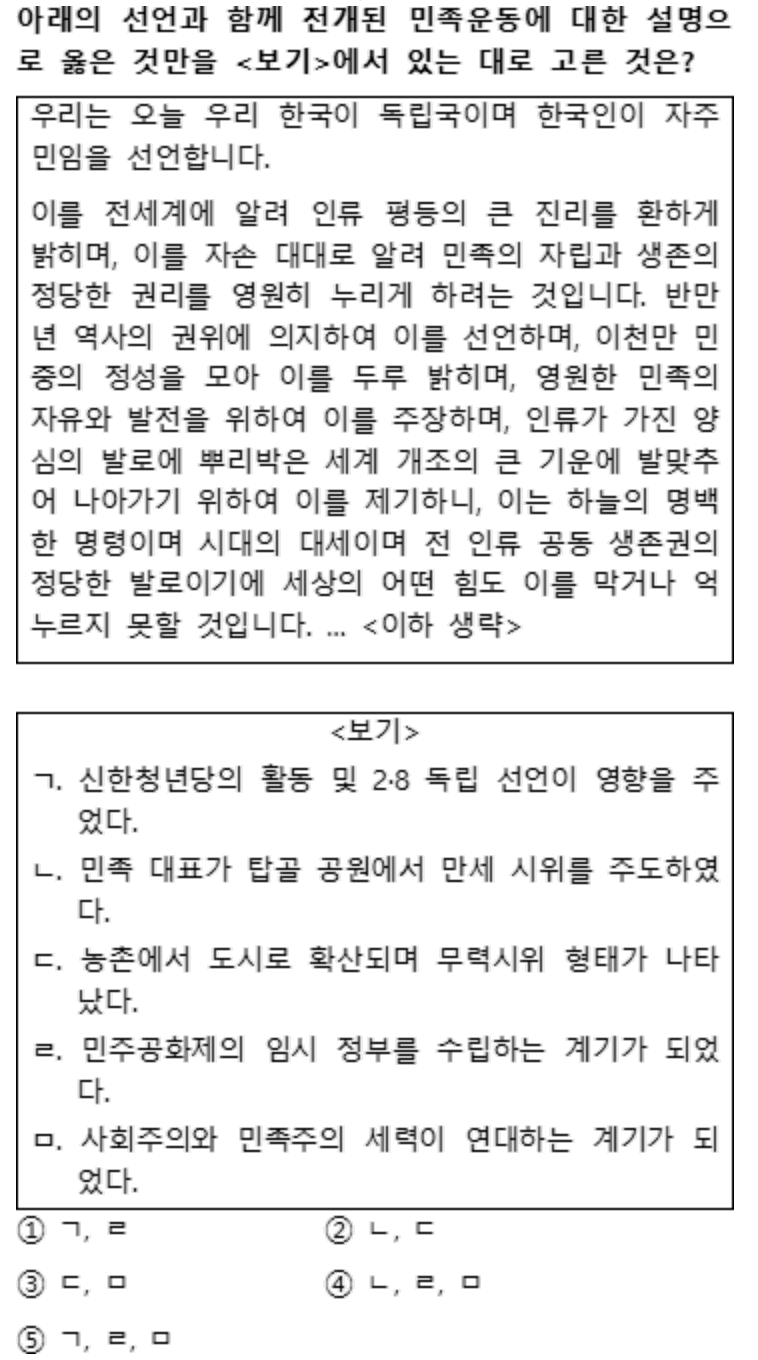 아래의 선언과 함께 전개된 민족운동에 대한 설명으
로 옳은 것만을 <보기>에서 있는 대로 고른 것은?
우리는 오늘 우리 한국이 독립국이며 한국인이 자주
민임을 선언합니다.
이를 전세계에 알려 인류 평등의 큰 진리를 환하게
밝히며, 이를 자손 대대로 알려 민족의 자립과 생존의
정당한 권리를 영원히 누리게 하려는 것입니다. 반만
년 역사의 권위에 의지하여 이를 선언하며, 이천만 민
중의 정성을 모아 이를 두루 밝히며, 영원한 민족의
자유와 발전을 위하여 이를 주장하며, 인류가 가진 양
심의 발로에 뿌리박은 세계 개조의 큰 기운에 발맞추
어 나아가기 위하여 이를 제기하니, 이는 하늘의 명백
한 명령이며 시대의 대세이며 전 인류 공동 생존권의
정당한 발로이기에 세상의 어떤 힘도 이를 막거나 억
누르지 못할 것입니다. ... <이하 생략>
<보기>
ㄱ. 신한청년당의 활동 및 2·8 독립 선언이 영향을 주
었다.
ㄴ. 민족 대표가 탑골 공원에서 만세 시위를 주도하였
다.
ㄷ. 농촌에서 도시로 확산되며 무력시위 형태가 나타
났다.
ㄹ. 민주공화제의 임시 정부를 수립하는 계기가 되었
다.
ㅁ. 사회주의와 민족주의 세력이 연대하는 계기가 되
었다.
① ㄱ, ㄹ ② ㄴ, ㄷ
③ ㄷ, ㅁ ④ ㄴ, ㄹ, ㅁ
⑤ ㄱ, ㄹ, ㅁ